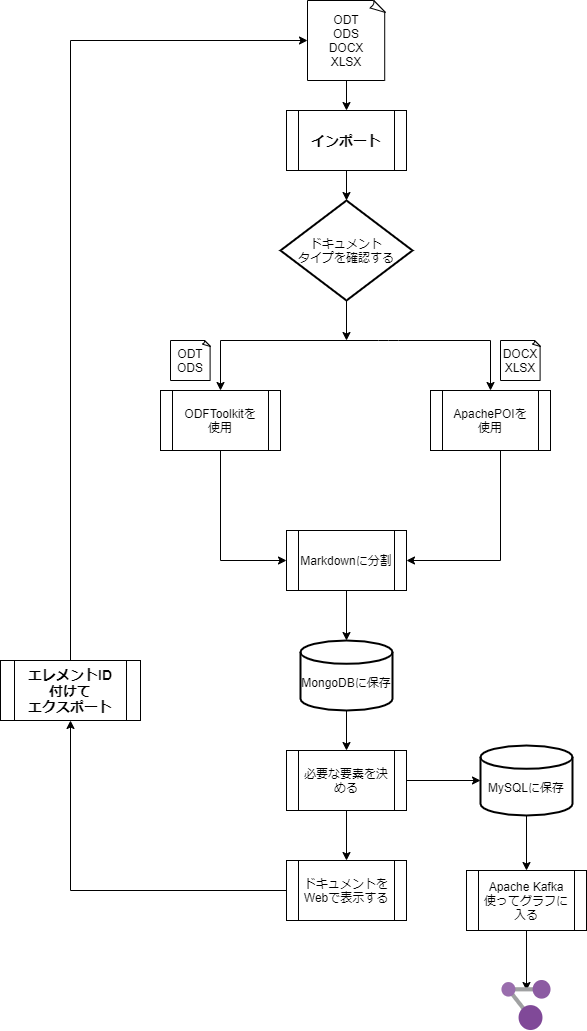 ODT
ODS
DOCX
XLSX
インポート
ドキュメント
タイプを確認する
ODT
ODS
DOCX
XLSX
ODFToolkitを
使用
ApachePOIを
使用
Markdownに分割
エレメントID
付けて
エクスポート
MongoDBに保存
必要な要素を決
める
MySQLに保存
ドキュメントを
Webで表示する
Apache Kafka
使ってグラフに
入る